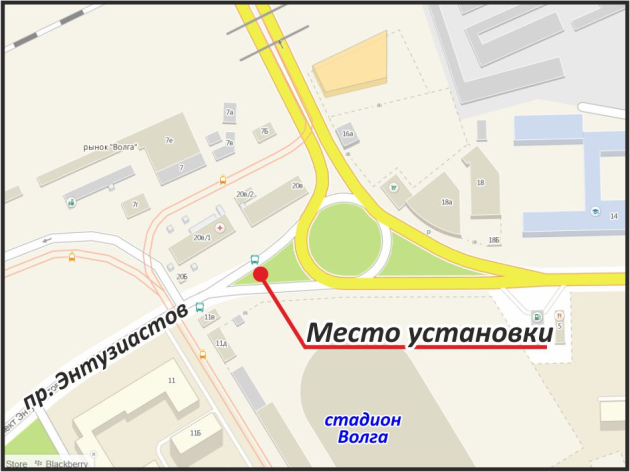 7а
16а
7е
7Б
рынок "Волга"
7в
7
18
20в/2
20в
7г
18а
14
20в/1
18Б
20Б
11в
Место установки
5
11д
пр. Энтузиастов
11
стадион
Волга
11Б
Store Blackberry